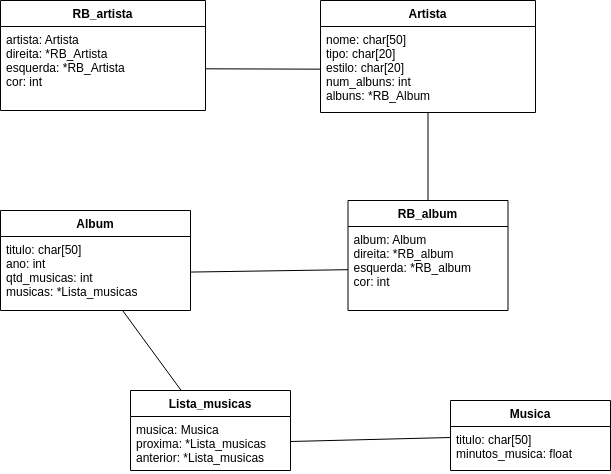 RB_artista
artista: Artista
direita: *RB_Artista
esquerda: *RB_Artista
cor: int
Artista
nome: char[50]
tipo: char[20]
estilo: char[20]
num_albuns: int
albuns: *RB_Album
Album
titulo: char[50]
ano: int
qtd_musicas: int
musicas: *Lista_musicas
RB_album
album: Album
direita: *RB_album
esquerda: *RB_album
cor: int
Lista_musicas
musica: Musica
proxima: *Lista_musicas
anterior: *Lista_musicas
Musica
titulo: char[50]
minutos_musica: float